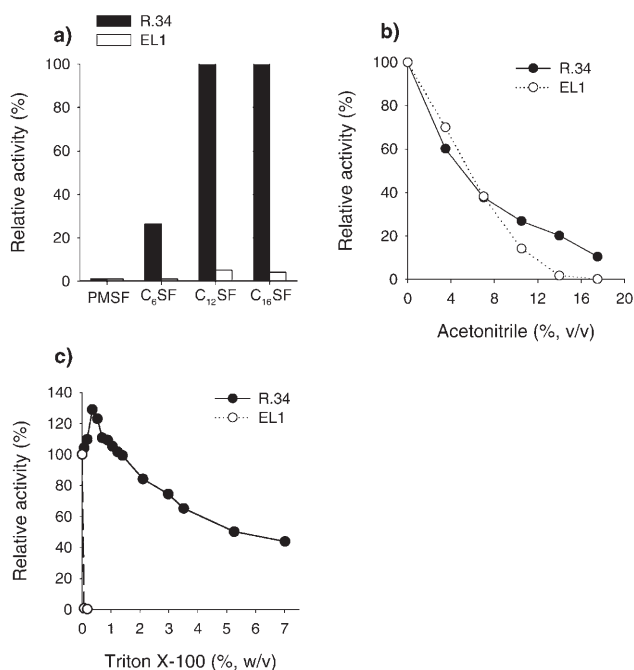 a)
R.34
EL1
Relative activity (%)
100
80
60
40
20
0
PMSF C₆SF C₁₂SF C₁₆SF
b)
R.34
EL1
Relative activity (%)
100
80
60
40
20
0
0 4 8 12 16 20
Acetonitrile (%, v/v)
c)
R.34
EL1
Relative activity (%)
140
120
100
80
60
40
20
0
0 1 2 3 4 5 6 7
Triton X-100 (%, w/v)